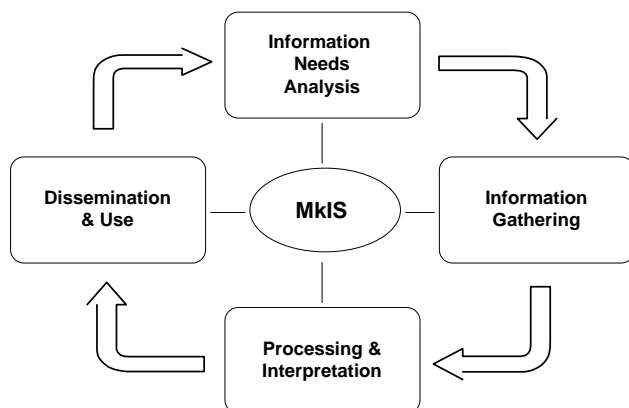 Information
Needs
Analysis
Dissemination
& Use
MkIS
Information
Gathering
Processing &
Interpretation